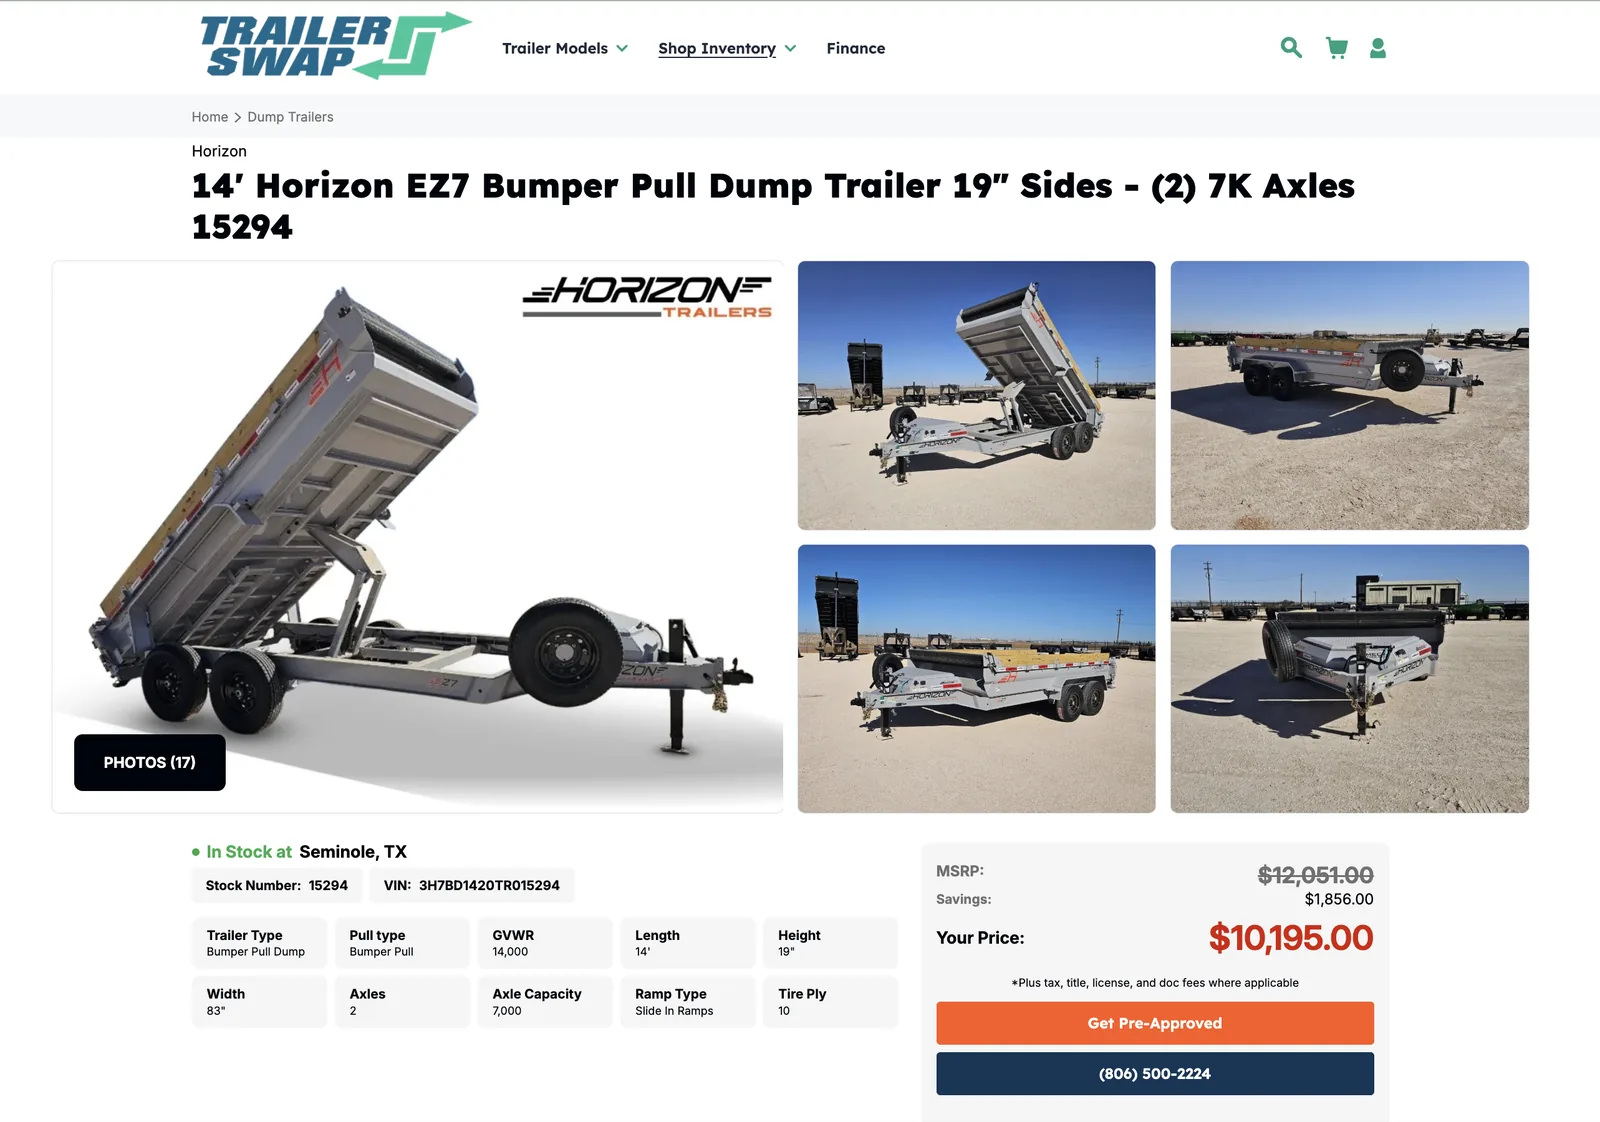 TRAILER
SWAP
Trailer Models
Shop Inventory
Finance
Home > Dump Trailers
Horizon
14′ Horizon EZ7 Bumper Pull Dump Trailer 19″ Sides - (2) 7K Axles
15294
HORIZON
TRAILERS
EZ7
HORIZON
HORIZON
HORIZON
PHOTOS (17)
• In Stock at Seminole, TX
Stock Number: 15294
VIN: 3H7BD1420TR015294
Trailer Type
Bumper Pull Dump
Pull type
Bumper Pull
GVWR
14,000
Length
14'
Height
19"
Width
83"
Axles
2
Axle Capacity
7,000
Ramp Type
Slide In Ramps
Tire Ply
10
MSRP: $12,051.00
Savings: $1,856.00
Your Price: $10,195.00
*Plus tax, title, license, and doc fees where applicable
Get Pre-Approved
(806) 500-2224